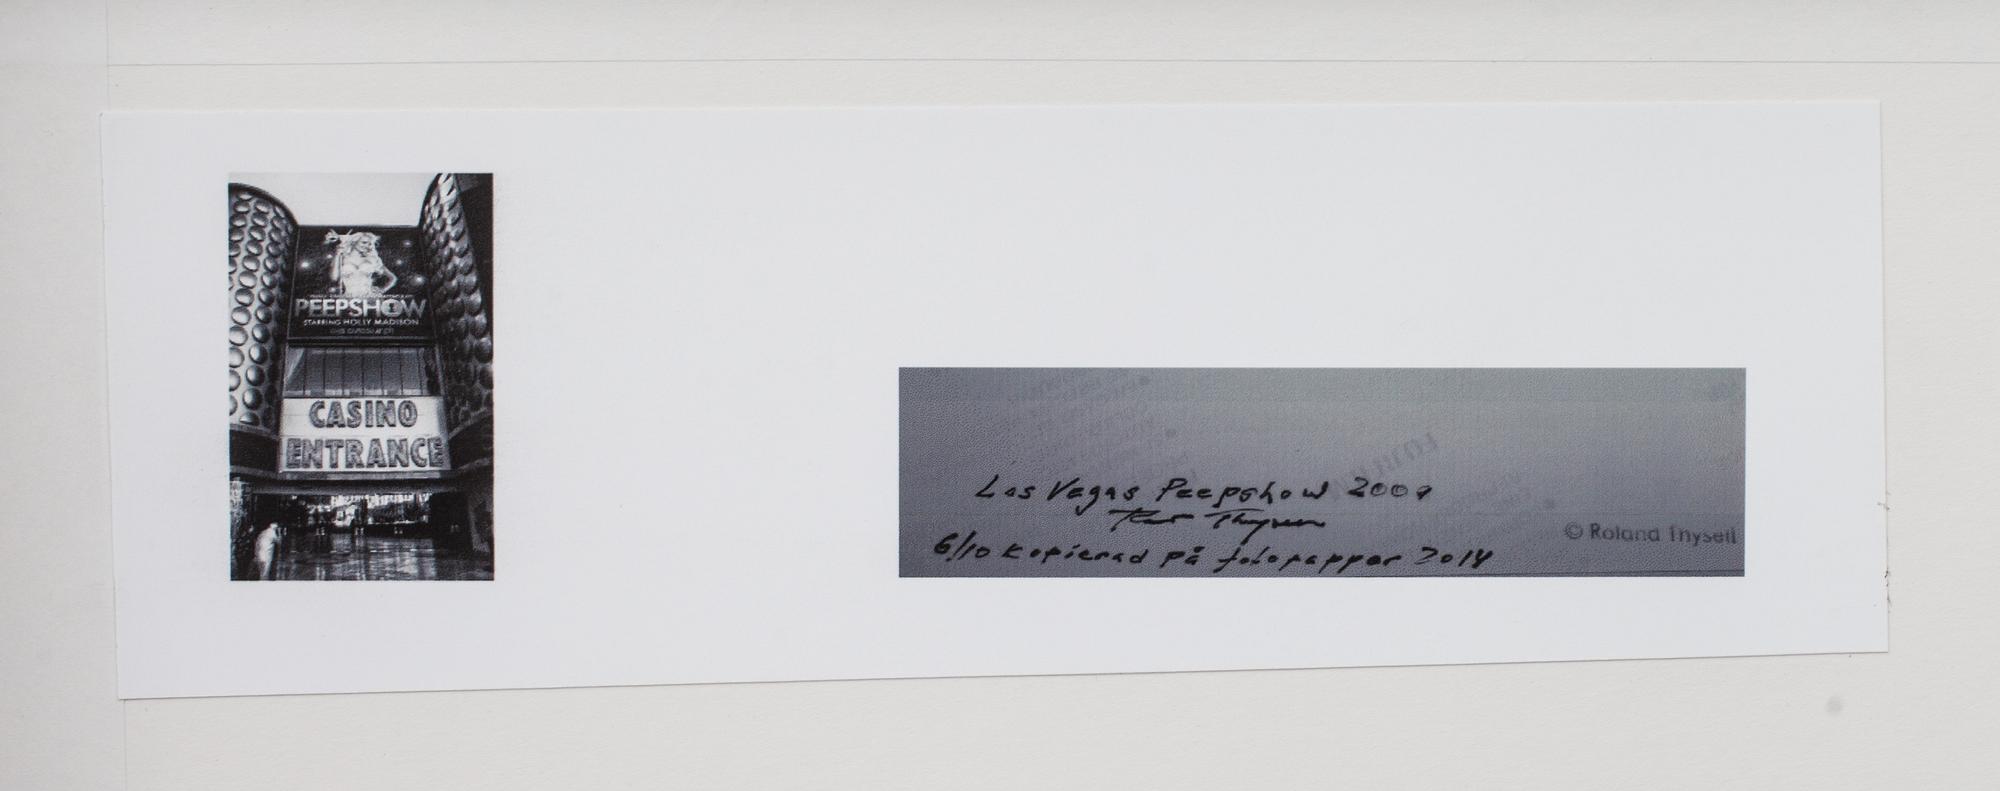 PEEPSHOW
STARRING HOLLY MADISON
CASINO
ENTRANCE
Las Vegas Peepshow 2009
6/10 Kopierad på fotopapper 2014
© Roland Thysell